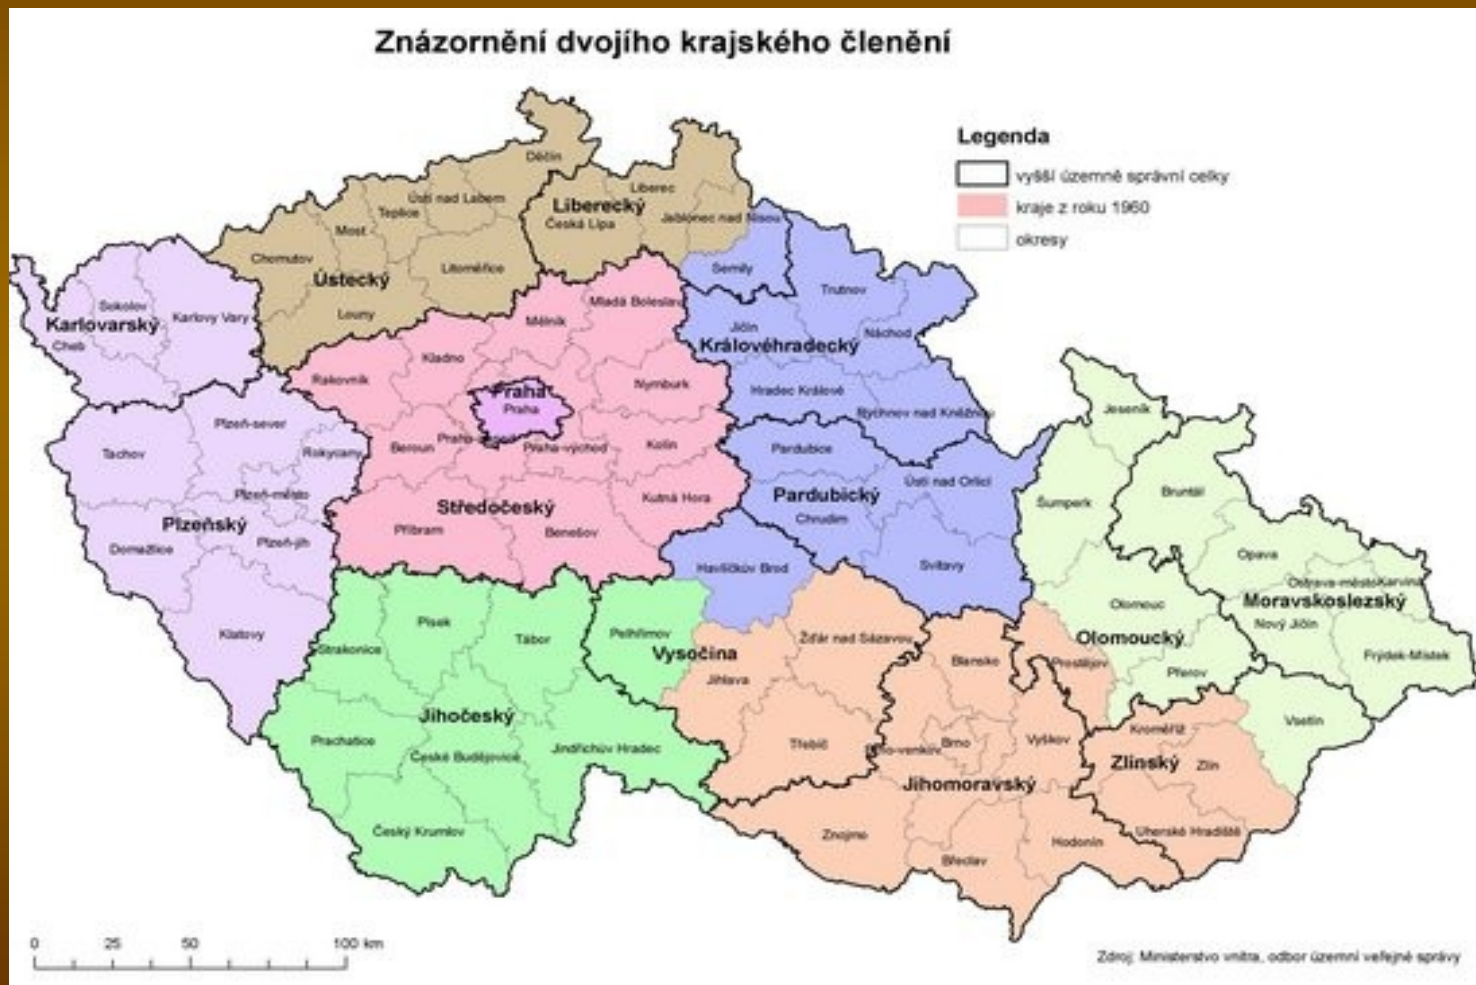 Znázornění dvojího krajského členění
Legenda
vyšší územně správní celky
kraje z roku 1960
okresy
Děčín
Ústí nad Labem
Teplice
Most
Chomutov
Litoměřice
Ústecký
Louny
Liberec
Liberecký
Česká Lípa
Jablonec nad Nisou
Semily
Trutnov
Jičín
Náchod
Královéhradecký
Hradec Králové
Rychnov nad Kněžnou
Sokolov
Karlovy Vary
Karlovarský
Cheb
Mladá Boleslav
Mělník
Kladno
Rakovník
Nymburk
Praha
Praha
Beroun
Praha-východ
Kolín
Kutná Hora
Středočeský
Příbram
Benešov
Plzeň-sever
Tachov
Rokycany
Plzeň-město
Plzeňský
Plzeň-jih
Domažlice
Klatovy
Pardubice
Ústí nad Orlicí
Pardubický
Chrudim
Svitavy
Havlíčkův Brod
Jeseník
Šumperk
Bruntál
Opava
Ostrava-město
Karviná
Moravskoslezský
Nový Jičín
Frýdek-Místek
Olomouc
Olomoucký
Prostějov
Přerov
Písek
Tábor
Strakonice
Pelhřimov
Vysočina
Žďár nad Sázavou
Jihlava
Třebíč
Jihočeský
Prachatice
České Budějovice
Jindřichův Hradec
Český Krumlov
Blansko
Brno
Vyškov
Jihomoravský
Znojmo
Břeclav
Hodonín
Vsetín
Kroměříž
Zlínský
Zlín
Uherské Hradiště
0 25 50 100 km
Zdroj: Ministerstvo vnitra, odbor územní veřejné správy